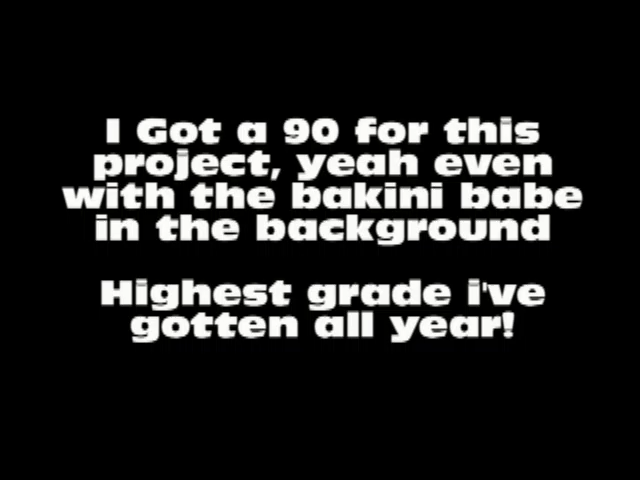 I Got a 90 for this
project, yeah even
with the bakini babe
in the background
Highest grade i've
gotten all year!